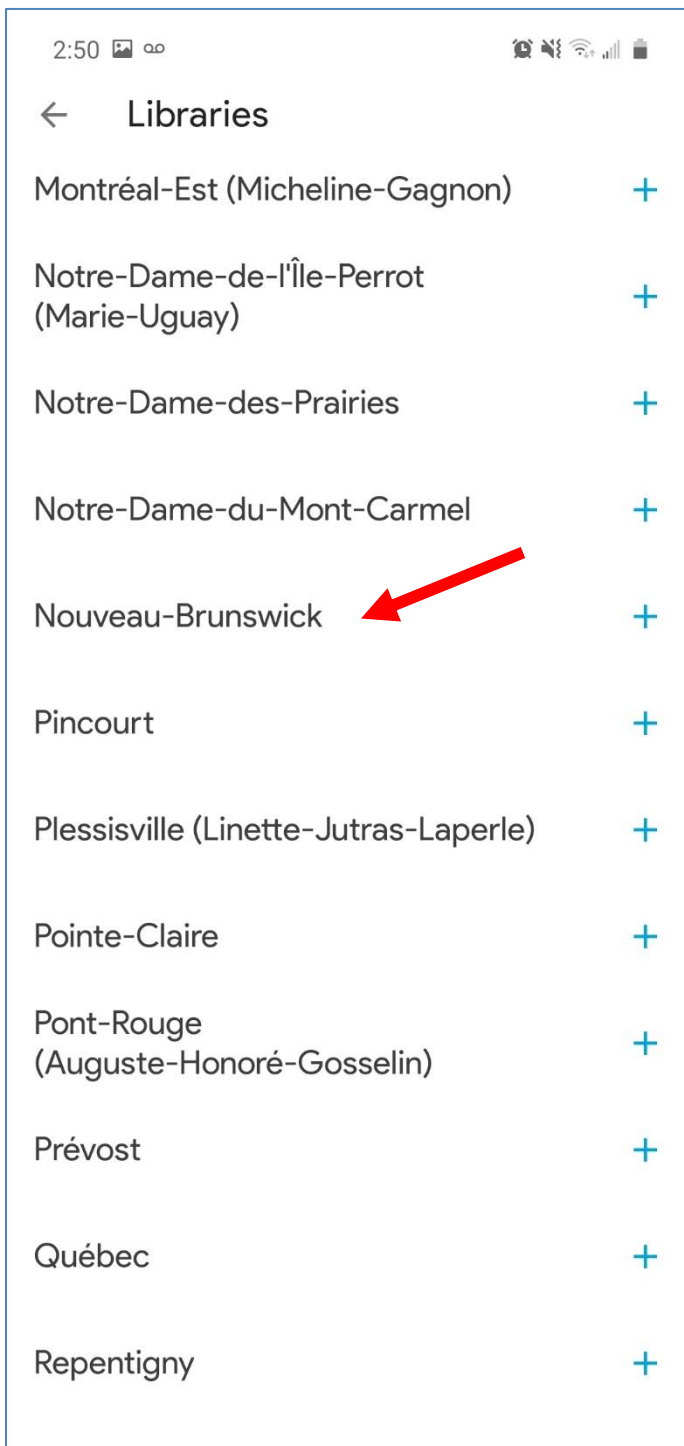 2:50
Libraries
Montréal-Est (Micheline-Gagnon)
Notre-Dame-de-l'Île-Perrot
(Marie-Uguay)
Notre-Dame-des-Prairies
Notre-Dame-du-Mont-Carmel
Nouveau-Brunswick
Pincourt
Plessisville (Linette-Jutras-Laperle)
Pointe-Claire
Pont-Rouge
(Auguste-Honoré-Gosselin)
Prévost
Québec
Repentigny